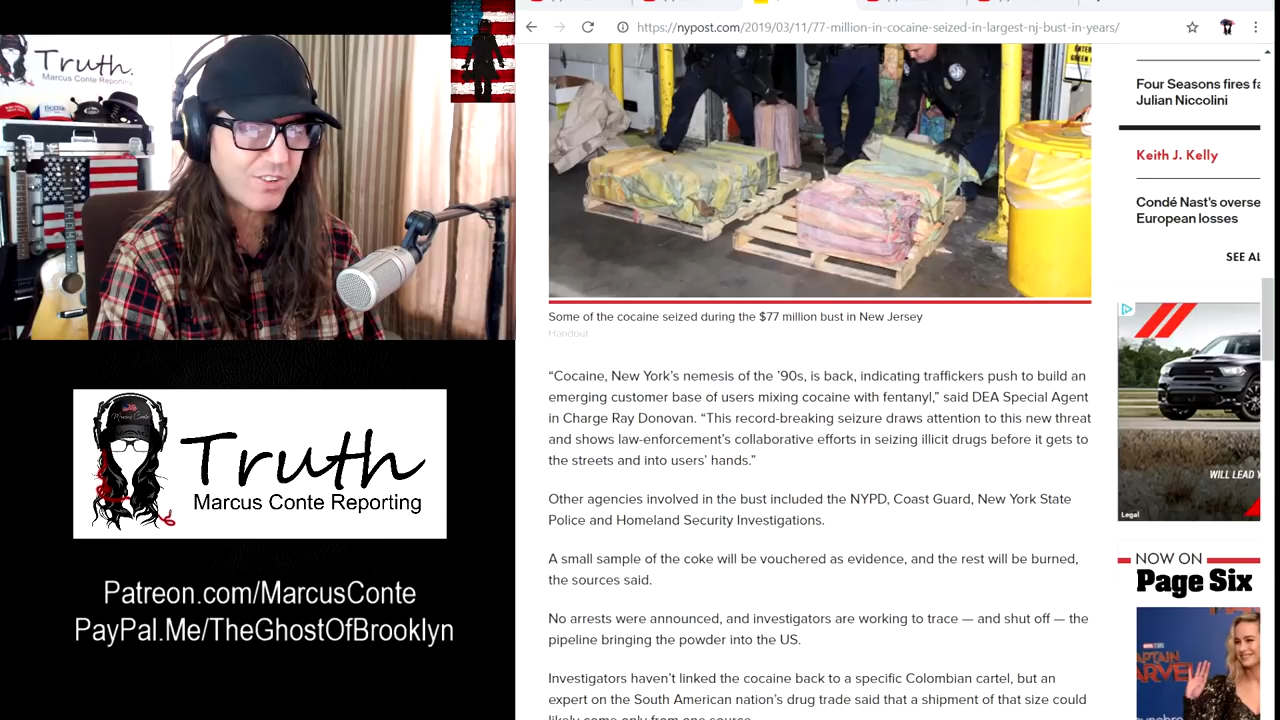 Truth.
Marcus Conte Reporting
Truth
Marcus Conte Reporting
Patreon.com/MarcusConte
PayPal.Me/TheGhostOfBrooklyn
https://nypost.com/2019/03/11/77-million-in-cocaine-seized-in-largest-nj-bust-in-years/
Some of the cocaine seized during the $77 million bust in New Jersey
Handout
“Cocaine, New York’s nemesis of the ’90s, is back, indicating traffickers push to build an
emerging customer base of users mixing cocaine with fentanyl,” said DEA Special Agent
in Charge Ray Donovan. “This record-breaking seizure draws attention to this new threat
and shows law-enforcement’s collaborative efforts in seizing illicit drugs before it gets to
the streets and into users’ hands.”
Other agencies involved in the bust included the NYPD, Coast Guard, New York State
Police and Homeland Security Investigations.
A small sample of the coke will be vouchered as evidence, and the rest will be burned,
the sources said.
No arrests were announced, and investigators are working to trace — and shut off — the
pipeline bringing the powder into the US.
Investigators haven’t linked the cocaine back to a specific Colombian cartel, but an
expert on the South American nation’s drug trade said that a shipment of that size could
likely come only from one source
Four Seasons fires fa
Julian Niccolini
Keith J. Kelly
Condé Nast's overse
European losses
SEE AL
WILL LEAD
Legal
NOW ON
Page Six